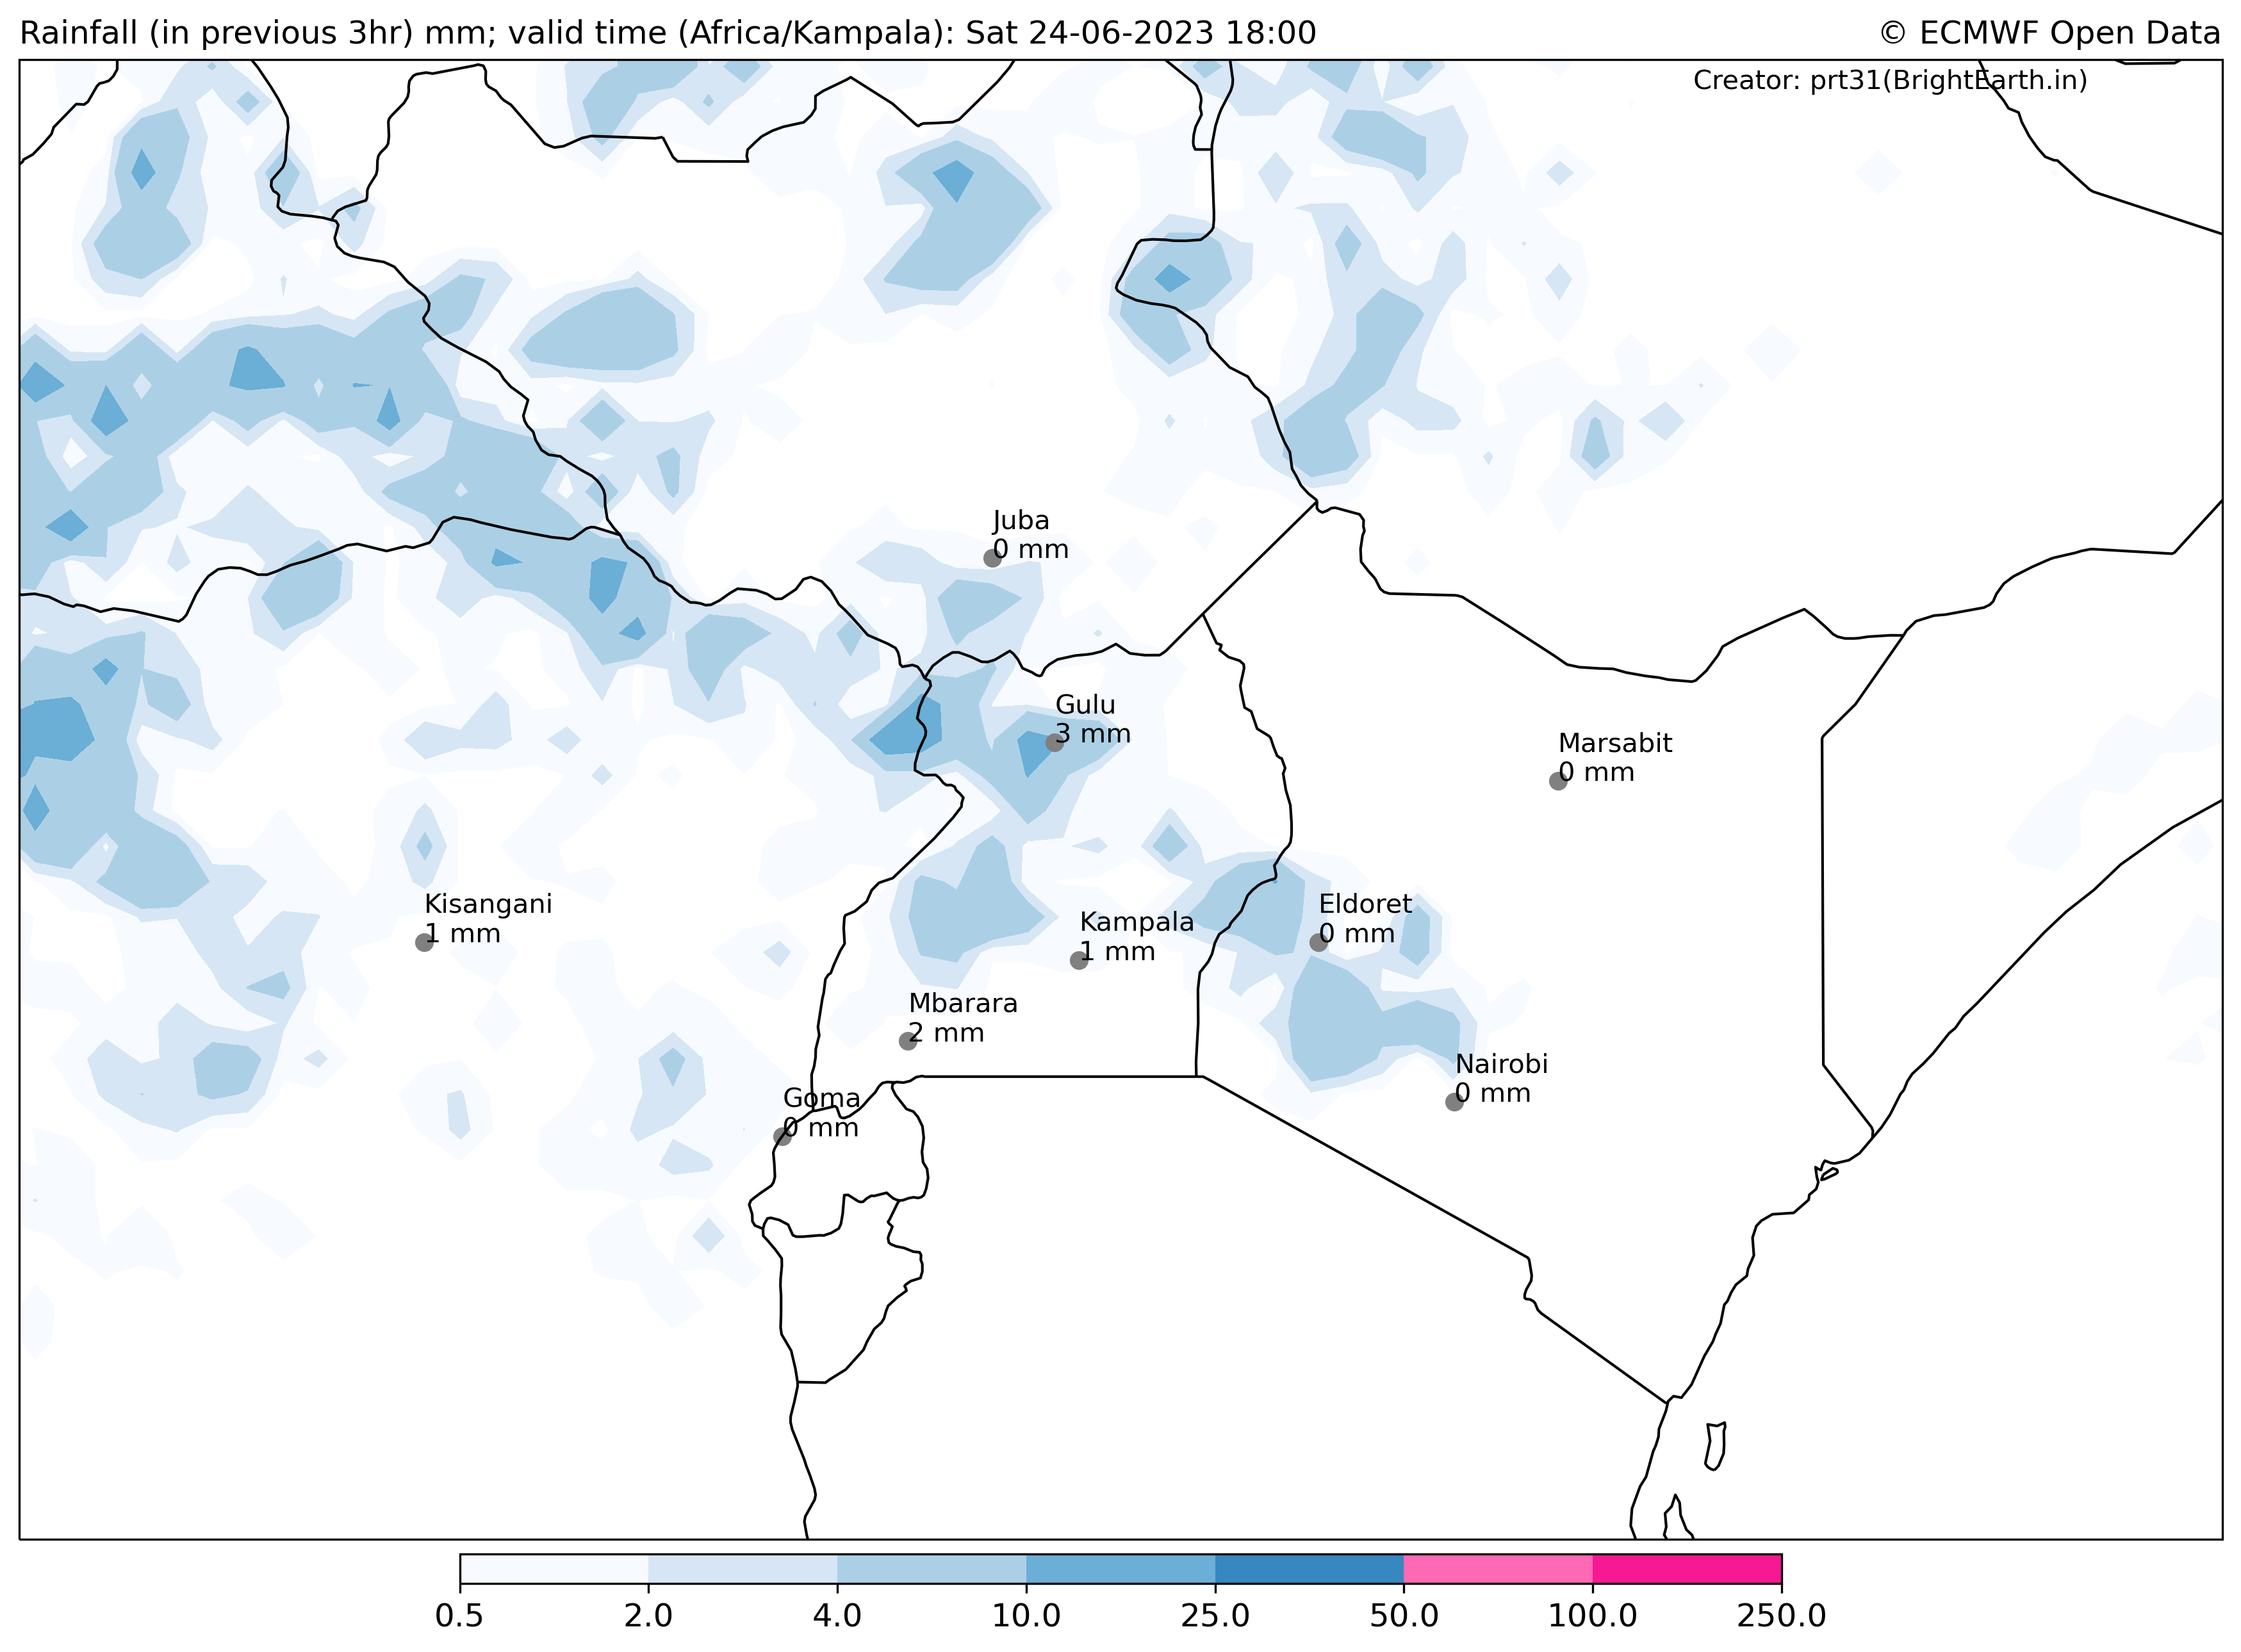 Rainfall (in previous 3hr) mm; valid time (Africa/Kampala): Sat 24-06-2023 18:00
© ECMWF Open Data
Creator: prt31(BrightEarth.in)
Juba
0 mm
Gulu
3 mm
Marsabit
0 mm
Kisangani
1 mm
Eldoret
0 mm
Kampala
1 mm
Mbarara
2 mm
Nairobi
0 mm
Goma
0 mm
0.5 2.0 4.0 10.0 25.0 50.0 100.0 250.0